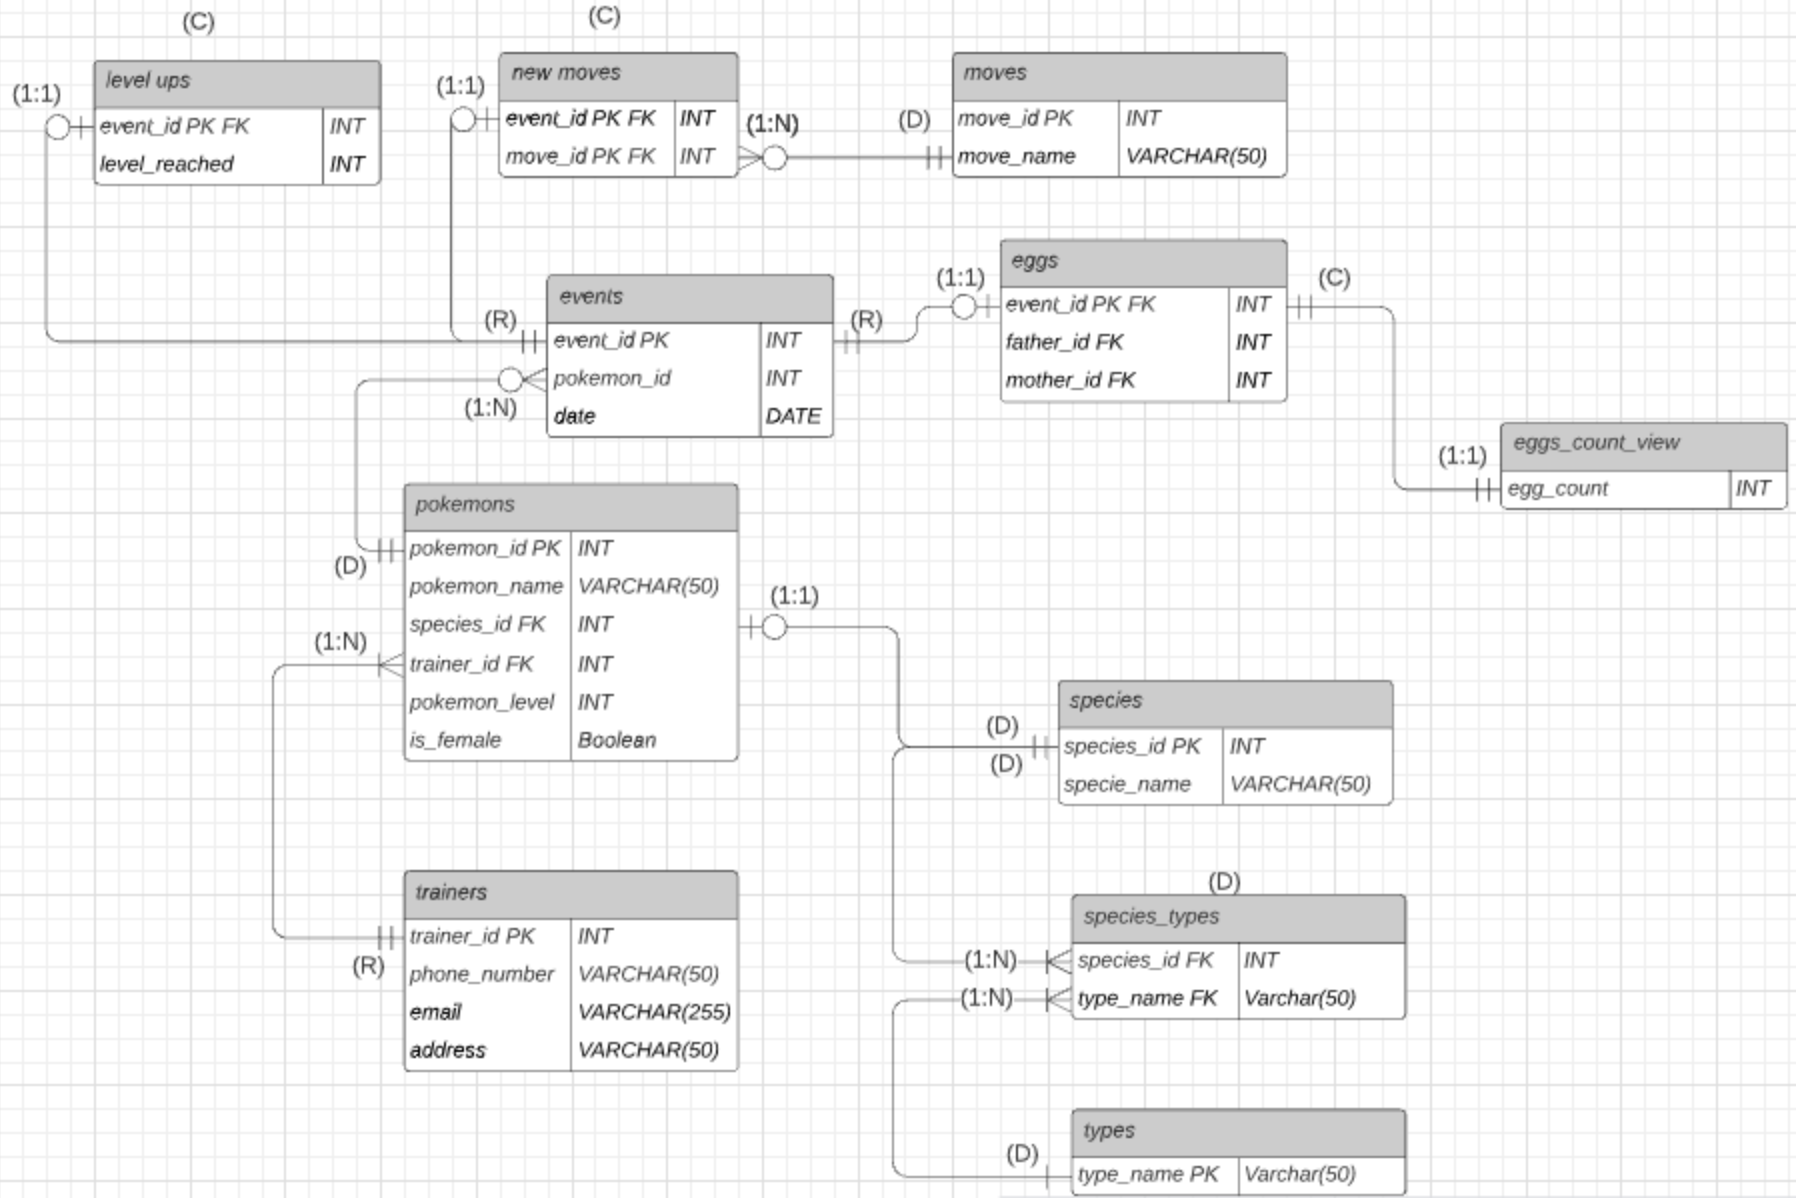 (C)
(C)
level ups
(1:1)
event_id PK FK INT
level_reached INT
new moves
(1:1)
event_id PK FK INT
move_id PK FK INT
(1:N)
(D)
moves
move_id PK INT
move_name VARCHAR(50)
events
(R)
(R)
event_id PK INT
pokemon_id INT
(1:N)
date DATE
eggs
(1:1)
(C)
event_id PK FK INT
father_id FK INT
mother_id FK INT
eggs_count_view
(1:1)
egg_count INT
pokemons
pokemon_id PK INT
(D)
pokemon_name VARCHAR(50)
(1:1)
species_id FK INT
(1:N)
trainer_id FK INT
pokemon_level INT
is_female Boolean
species
(D)
species_id PK INT
(D)
specie_name VARCHAR(50)
trainers
trainer_id PK INT
(R)
phone_number VARCHAR(50)
email VARCHAR(255)
address VARCHAR(50)
(D)
species_types
(1:N)
species_id FK INT
(1:N)
type_name FK Varchar(50)
types
(D)
type_name PK Varchar(50)